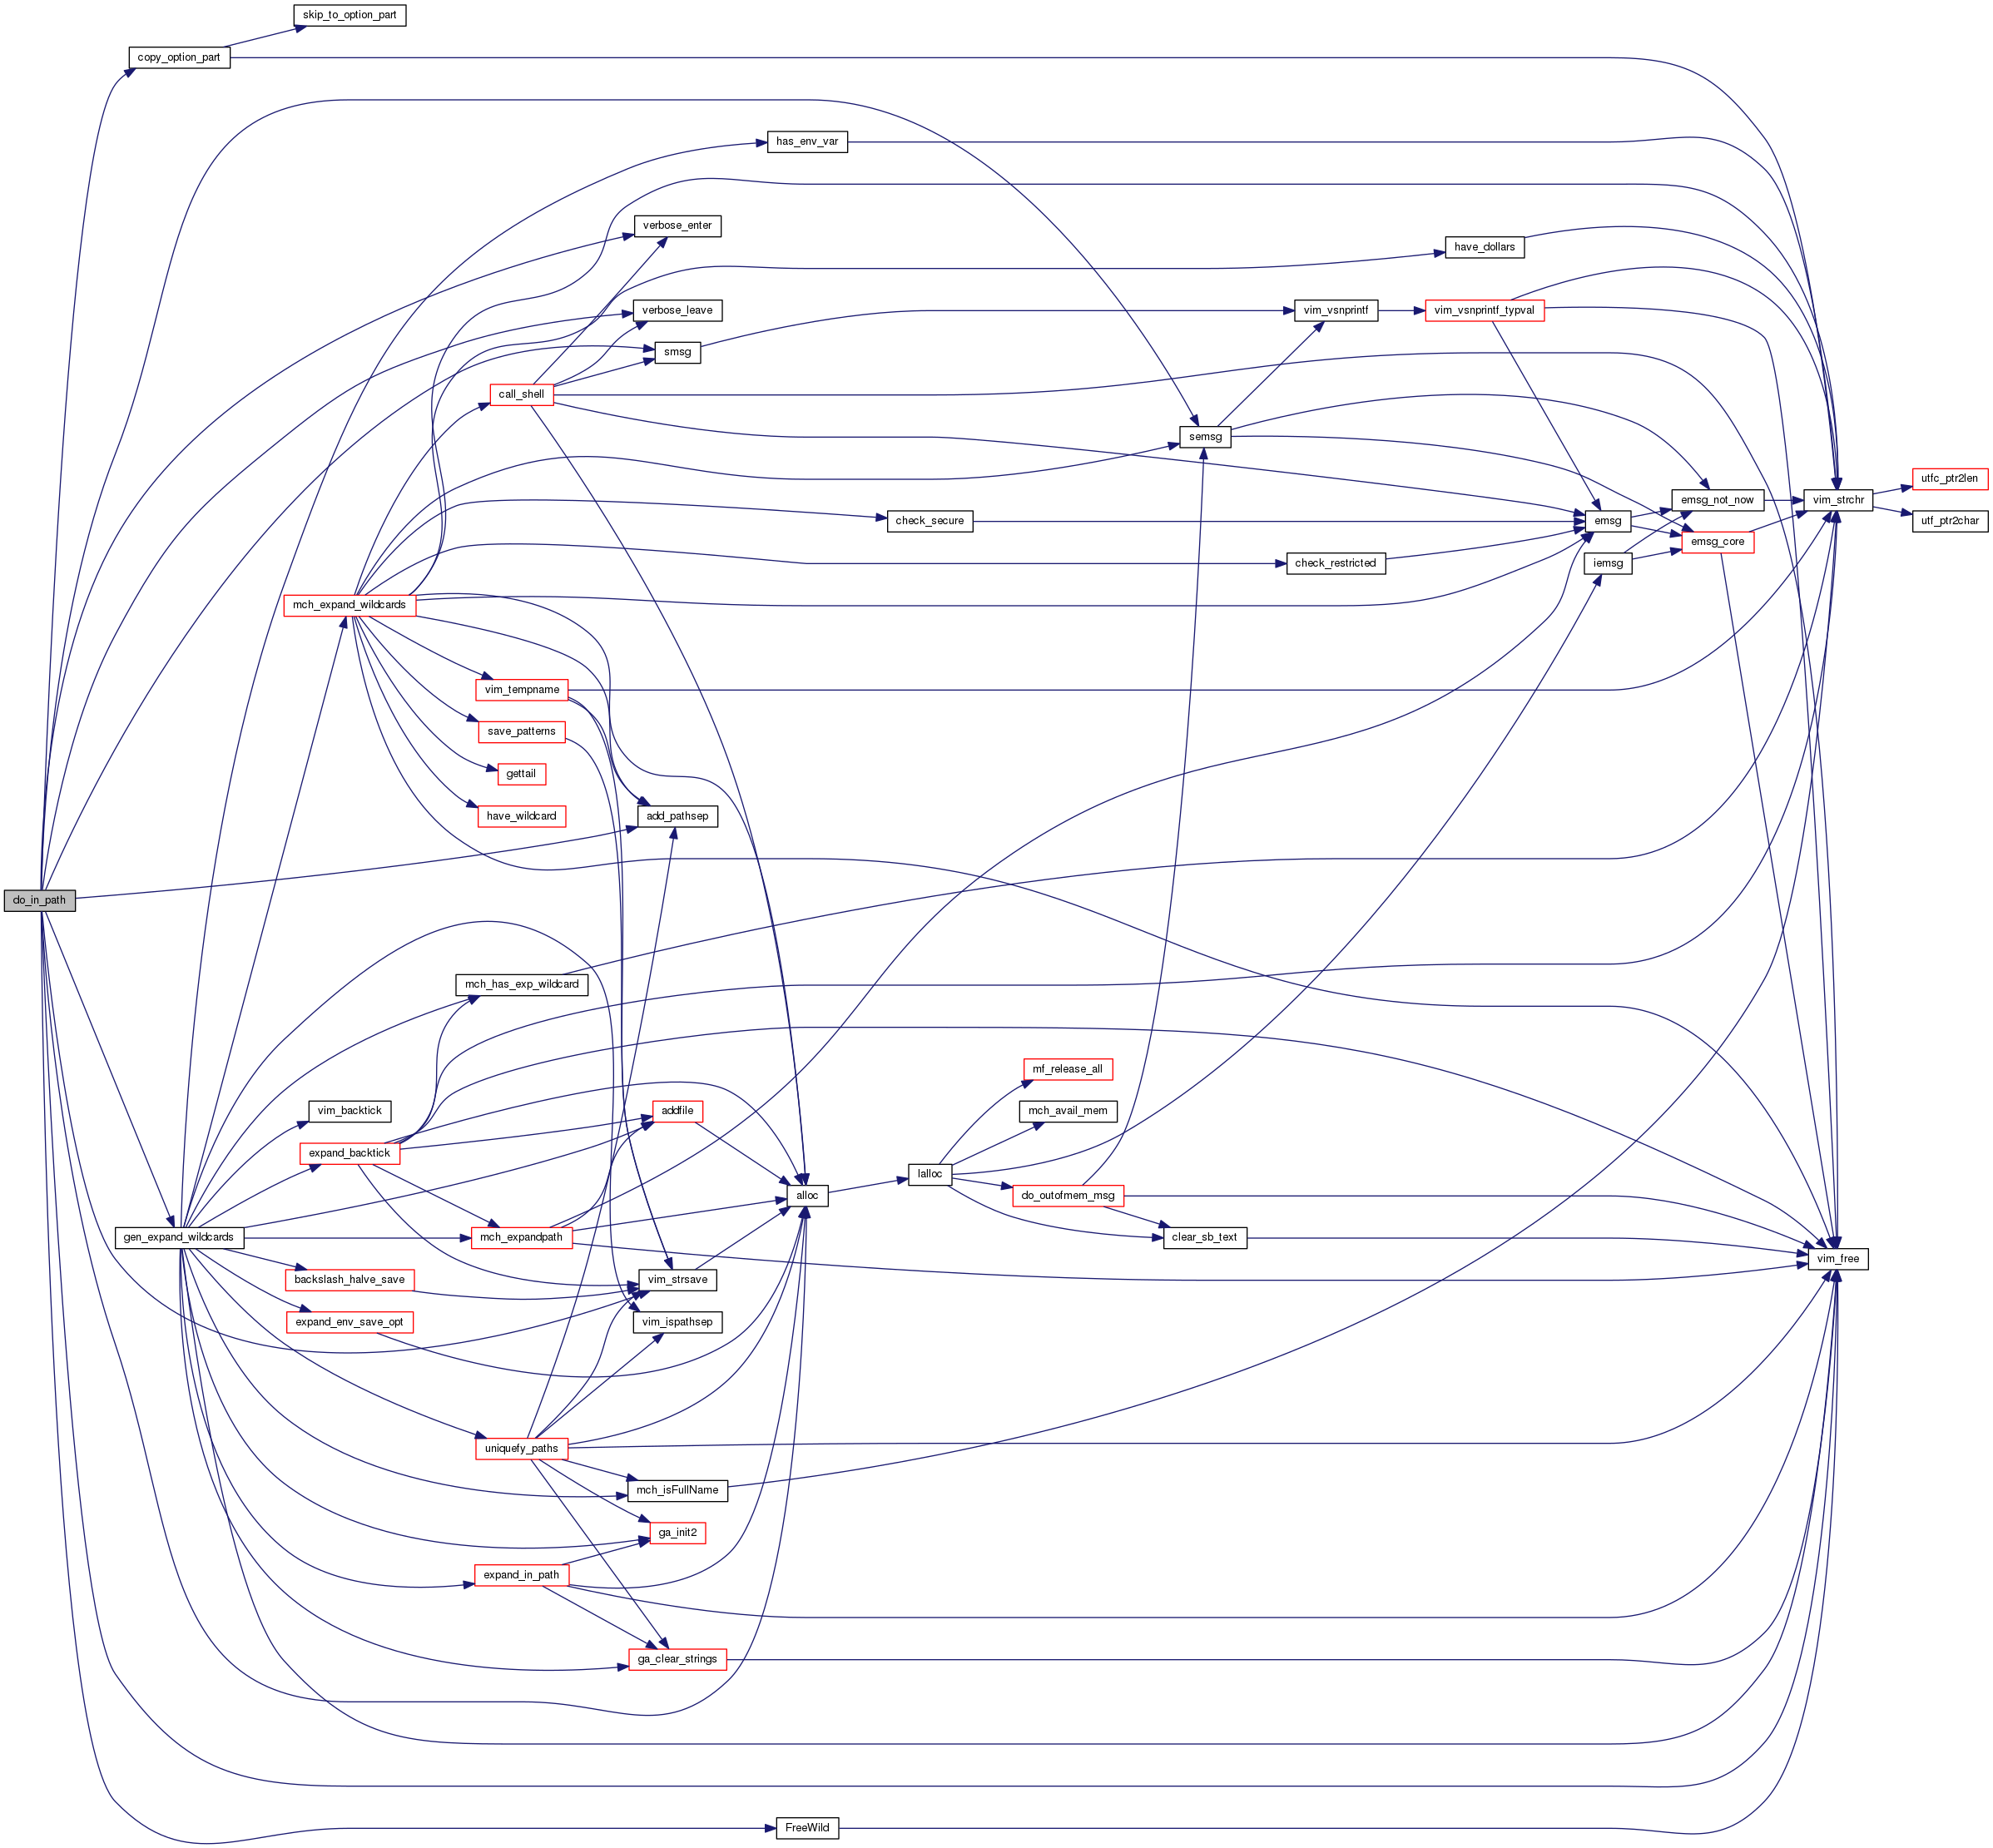 skip_to_option_part
copy_option_part
has_env_var
verbose_enter
have_dollars
verbose_leave
vim_vsnprintf
vim_vsnprintf_typval
smsg
call_shell
semsg
utfc_ptr2len
emsg_not_now
vim_strchr
check_secure
emsg
utf_ptr2char
emsg_core
check_restricted
iemsg
mch_expand_wildcards
vim_tempname
save_patterns
gettail
have_wildcard
add_pathsep
do_in_path
mch_has_exp_wildcard
mf_release_all
vim_backtick
addfile
mch_avail_mem
expand_backtick
lalloc
alloc
do_outofmem_msg
gen_expand_wildcards
mch_expandpath
clear_sb_text
vim_free
backslash_halve_save
vim_strsave
expand_env_save_opt
vim_ispathsep
uniquefy_paths
mch_isFullName
ga_init2
expand_in_path
ga_clear_strings
FreeWild